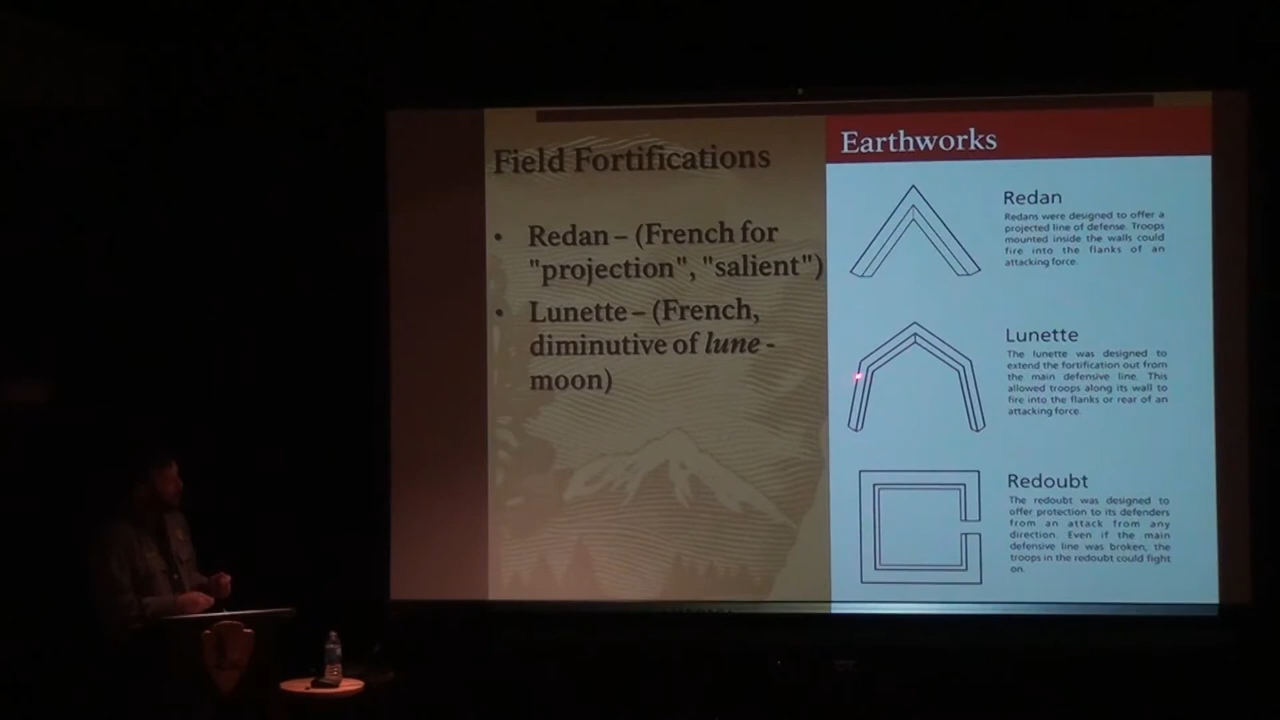 Field Fortifications
• Redan – (French for
"projection", "salient")
• Lunette – (French,
diminutive of lune -
moon)
Earthworks
Redan
Redans were designed to offer a
projected line of defense. Troops
mounted inside the walls could
fire into the flanks of an
attacking force.
Lunette
The lunette was designed to
extend the fortification out from
the main defensive line. This
allowed troops along its wall to
fire into the flanks or rear of an
attacking force.
Redoubt
The redoubt was designed to
offer protection to its defenders
from an attack from any
direction. Even if the main
defensive line was broken, the
troops in the redoubt could fight
on.